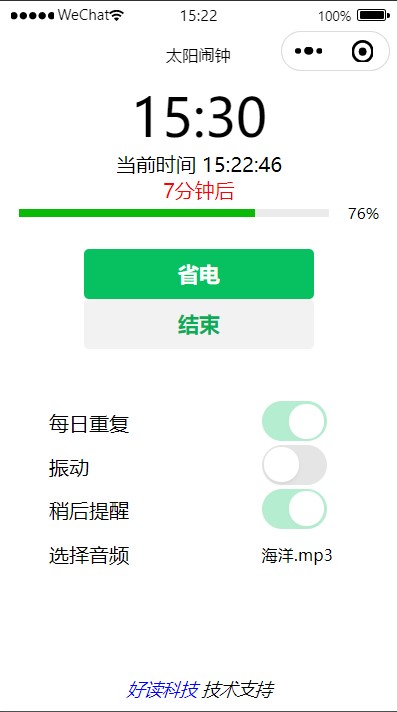 WeChat 15:22 100%
太阳闹钟
15:30
当前时间 15:22:46
7分钟后
76%
省电
结束
每日重复
振动
稍后提醒
选择音频 海洋.mp3
好读科技 技术支持